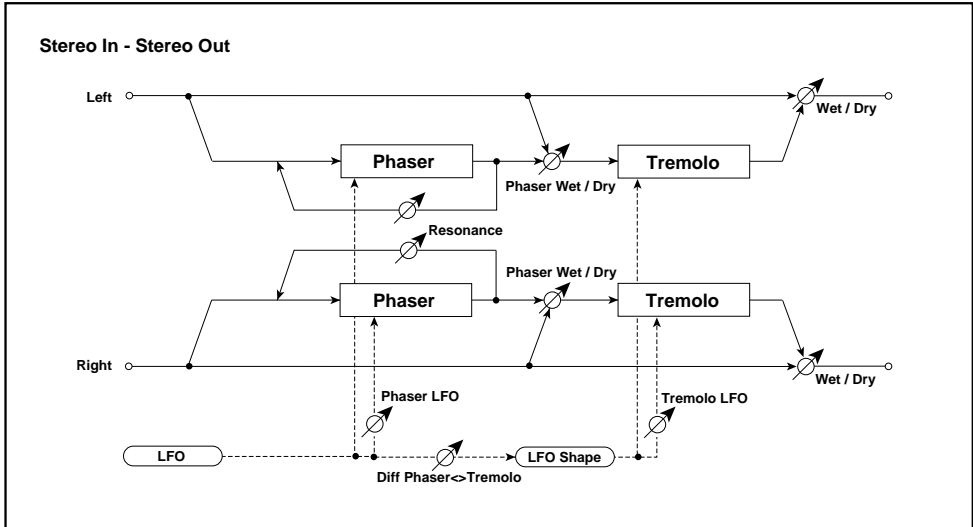 Stereo In - Stereo Out
Left
Wet / Dry
Phaser
Tremolo
Phaser Wet / Dry
Resonance
Phaser Wet / Dry
Phaser
Tremolo
Right
Wet / Dry
Phaser LFO
Tremolo LFO
LFO
LFO Shape
Diff Phaser<>Tremolo